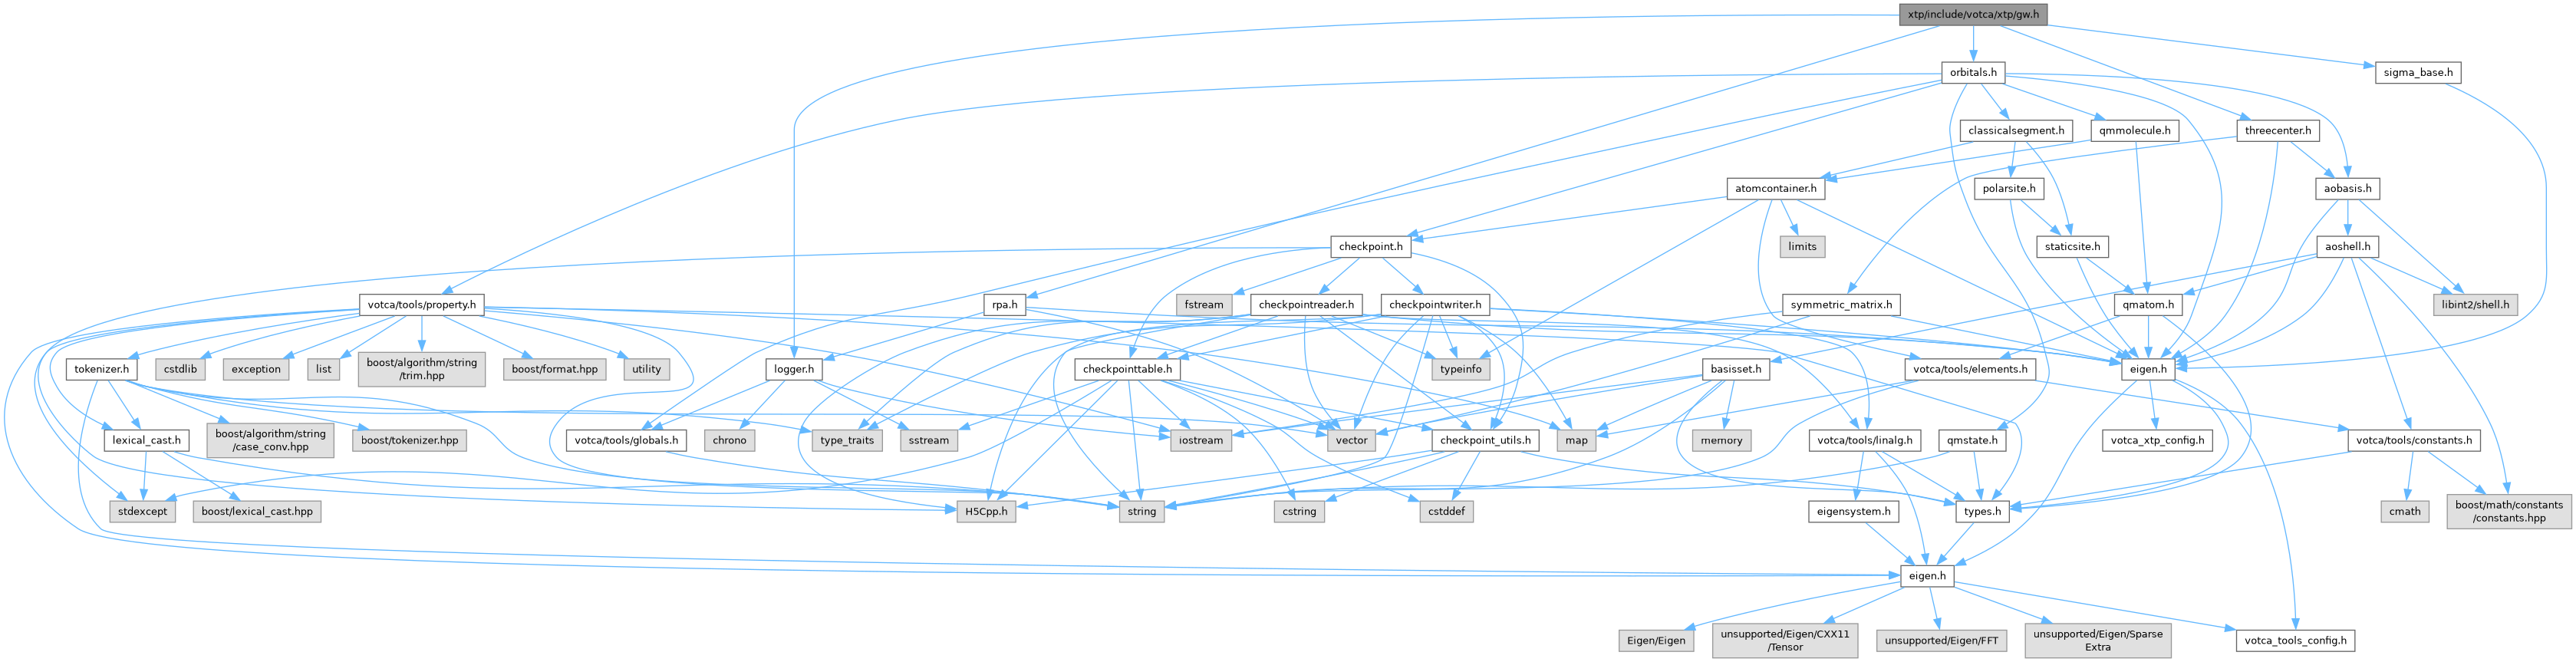 xtp/include/votca/xtp/gw.h
orbitals.h
sigma_base.h
classicalsegment.h
qmmolecule.h
threecenter.h
atomcontainer.h
polarsite.h
aobasis.h
checkpoint.h
limits
staticsite.h
aoshell.h
votca/tools/property.h
rpa.h
fstream
checkpointreader.h
checkpointwriter.h
symmetric_matrix.h
qmatom.h
libint2/shell.h
tokenizer.h
cstdlib
exception
list
boost/algorithm/string
/trim.hpp
boost/format.hpp
utility
logger.h
checkpointtable.h
typeinfo
basisset.h
votca/tools/elements.h
eigen.h
lexical_cast.h
boost/algorithm/string
/case_conv.hpp
boost/tokenizer.hpp
votca/tools/globals.h
chrono
type_traits
sstream
iostream
vector
checkpoint_utils.h
map
memory
votca/tools/linalg.h
qmstate.h
votca_xtp_config.h
votca/tools/constants.h
stdexcept
boost/lexical_cast.hpp
H5Cpp.h
string
cstring
cstddef
eigensystem.h
types.h
cmath
boost/math/constants
/constants.hpp
eigen.h
Eigen/Eigen
unsupported/Eigen/CXX11
/Tensor
unsupported/Eigen/FFT
unsupported/Eigen/Sparse
Extra
votca_tools_config.h